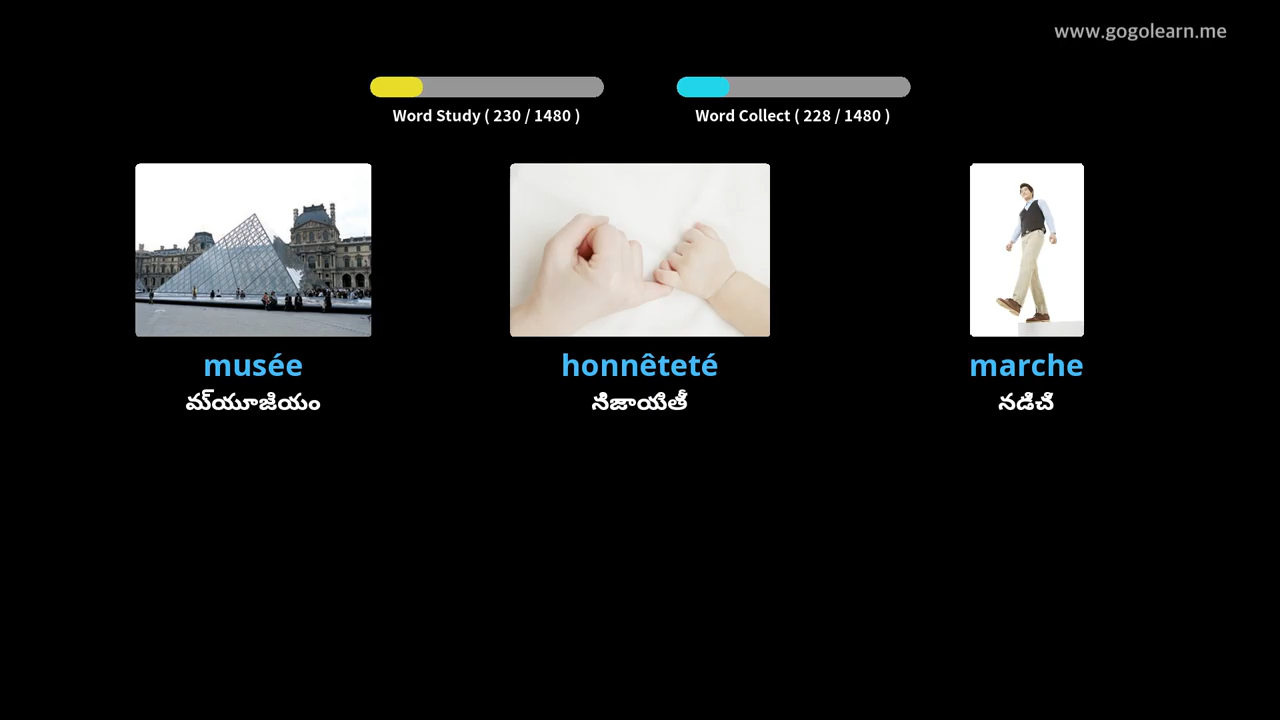 www.gogolearn.me
Word Study ( 230 / 1480 )
Word Collect ( 228 / 1480 )
musée
honnêteté
marche
మ్యూజియం
నిజాయితీ
నడిచి